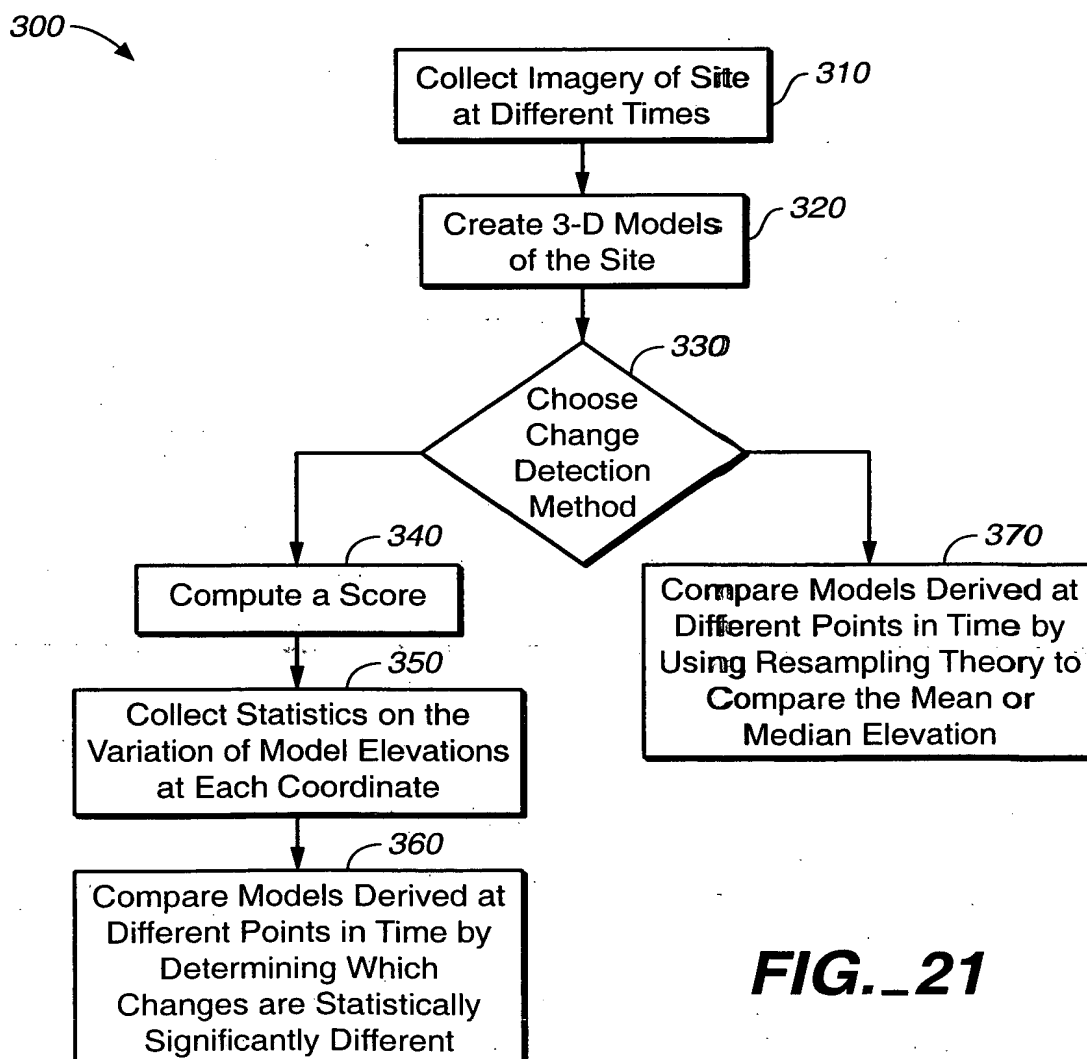 300
Collect Imagery of Site
at Different Times
310
Create 3-D Models
of the Site
320
330
Choose
Change
Detection
Method
340
Compute a Score
350
Collect Statistics on the
Variation of Model Elevations
at Each Coordinate
360
Compare Models Derived at
Different Points in Time by
Determining Which
Changes are Statistically
Significantly Different
370
Compare Models Derived at
Different Points in Time by
Using Resampling Theory to
Compare the Mean or
Median Elevation
FIG._21